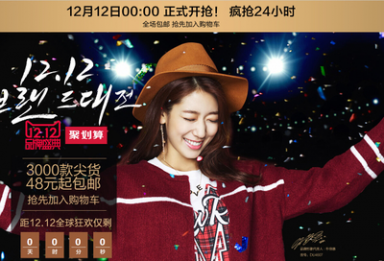 12月12日00:00 正式开抢！ 疯抢24小时
全场包邮 抢先加入购物车
12.12
브랜드대전
12.12
聚划算
3000款尖货
48元起包邮
抢先加入购物车
距12.12全球狂欢仅剩
0 0 0 0
天 时 分 秒